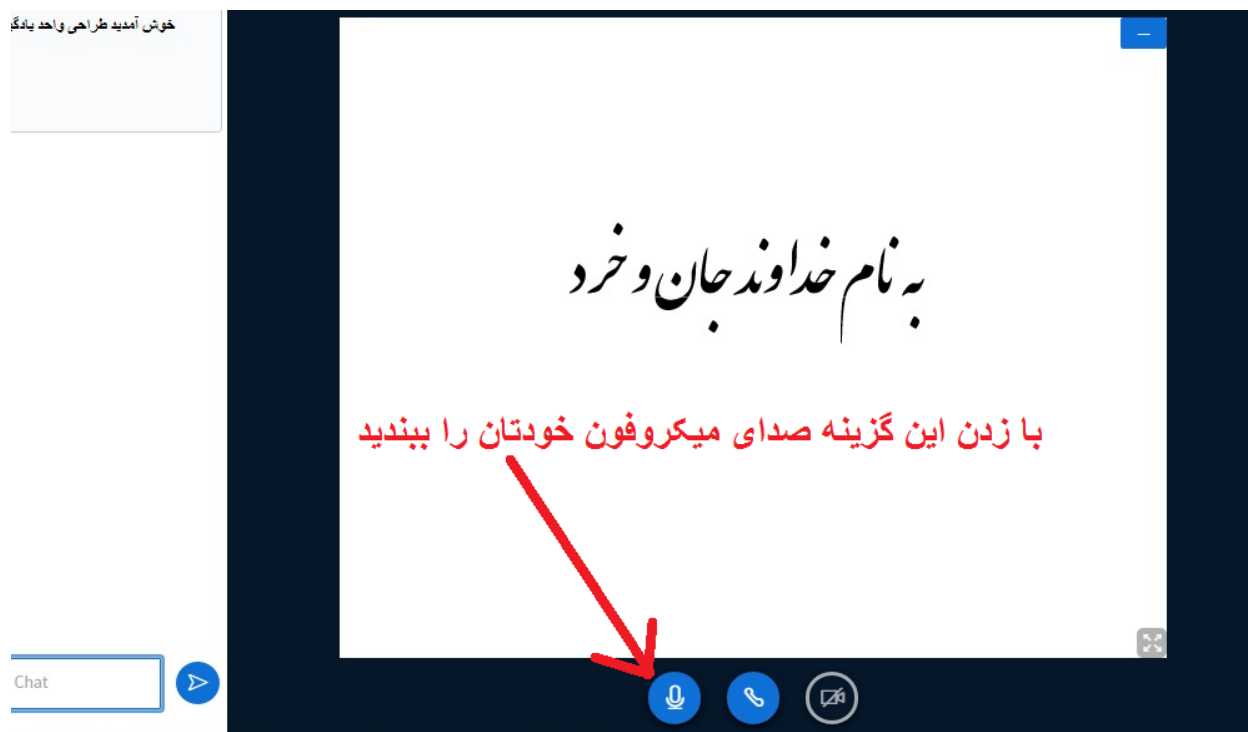 خوش آمدید طراحی واحد
به نام خداوند جان و خرد
با زدن این گزینه صدای میکروفون خودتان را ببندید
Chat